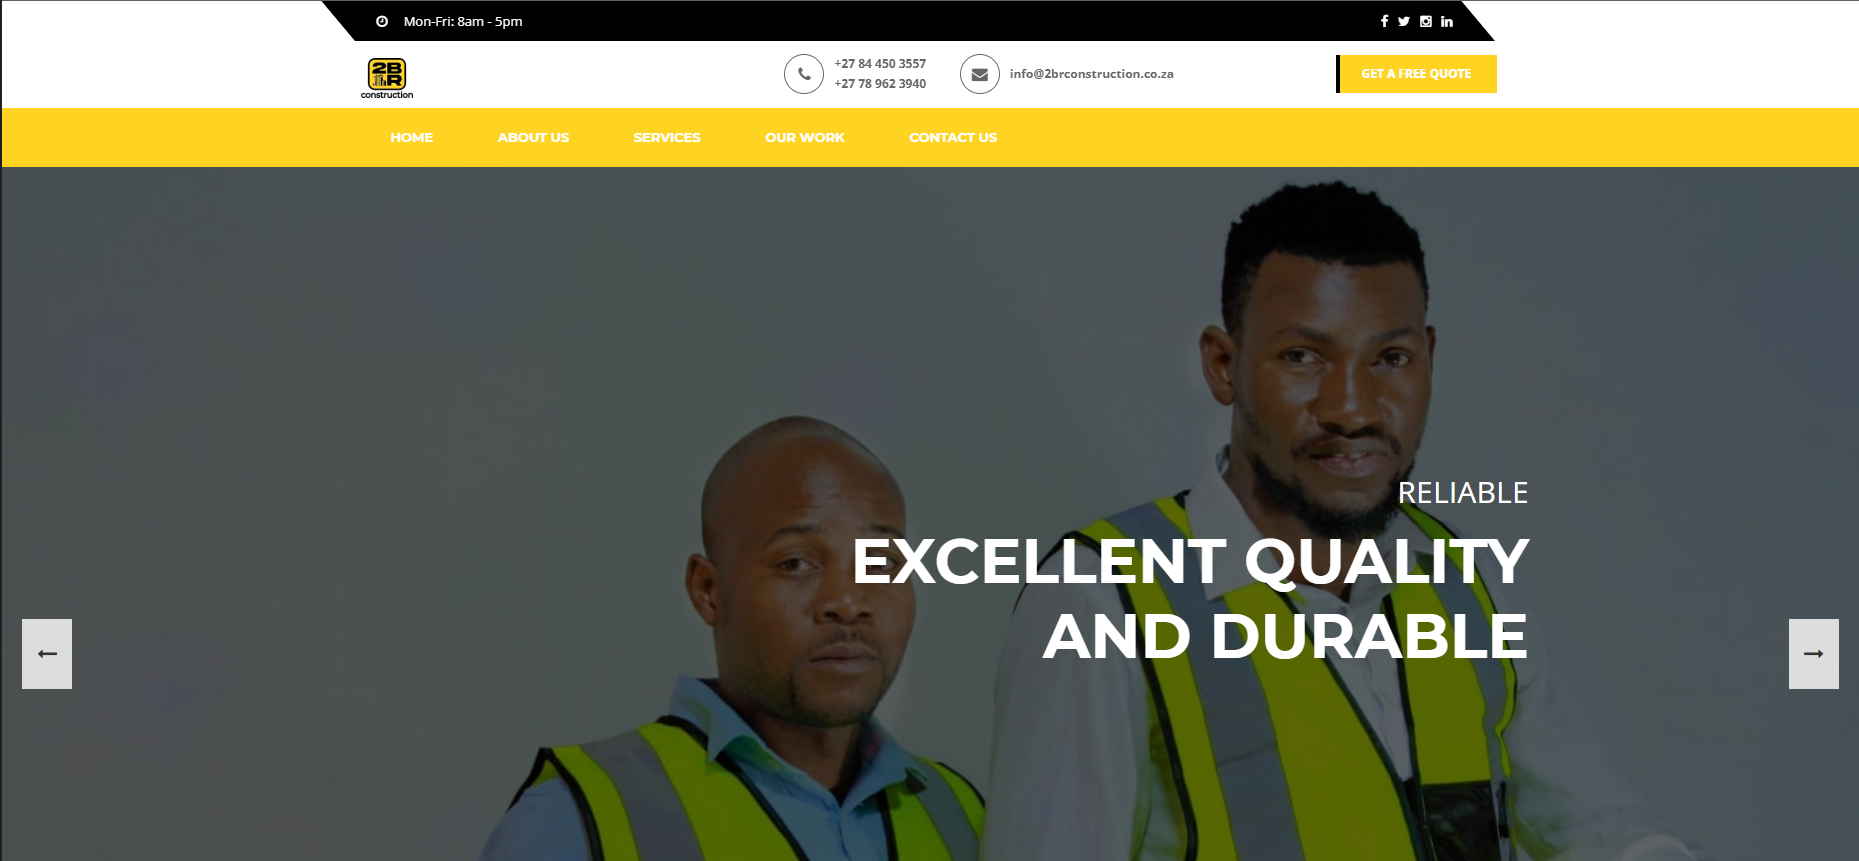 Mon-Fri: 8am - 5pm
2B
R
construction
+27 84 450 3557
+27 78 962 3940
info@2brconstruction.co.za
GET A FREE QUOTE
HOME ABOUT US SERVICES OUR WORK CONTACT US
RELIABLE
EXCELLENT QUALITY
AND DURABLE